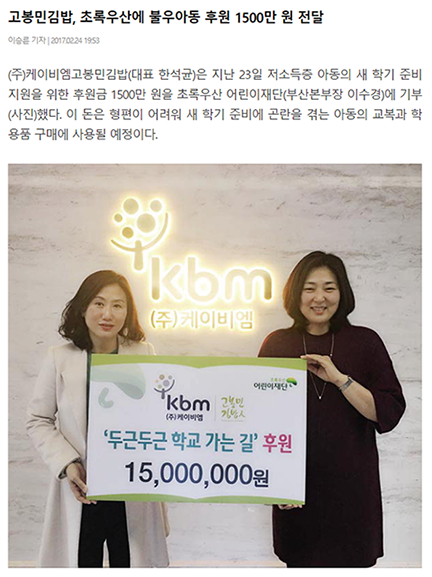 고봉민김밥, 초록우산에 불우아동 후원 1500만 원 전달
이승륜 기자 | 2017.02.24 19:53
(주)케이비엠고봉민김밥(대표 한석균)은 지난 23일 저소득층 아동의 새 학기 준비
지원을 위한 후원금 1500만 원을 초록우산 어린이재단(부산본부장 이수경)에 기부
(사진)했다. 이 돈은 형편이 어려워 새 학기 준비에 곤란을 겪는 아동의 교복과 학
용품 구매에 사용될 예정이다.
kbm
(주)케이비엠
kbm
(주)케이비엠
고봉민
김밥人
초록우산
어린이재단
‘두근두근 학교 가는 길’ 후원
15,000,000원